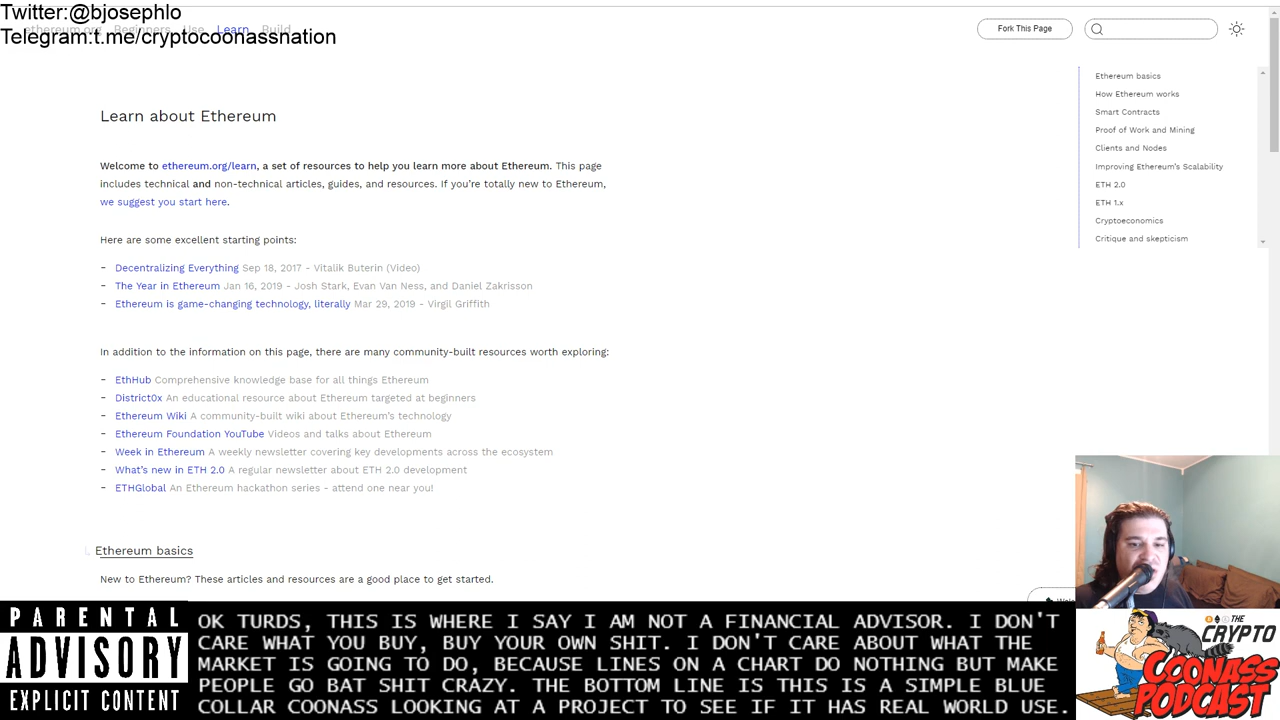 Twitter:@bjosephlo
Telegram:t.me/cryptocoonassnation
ethereum.org Beginners Use Learn Build
Fork This Page
Ethereum basics
How Ethereum works
Smart Contracts
Proof of Work and Mining
Clients and Nodes
Improving Ethereum's Scalability
ETH 2.0
ETH 1.x
Cryptoeconomics
Critique and skepticism
Learn about Ethereum
Welcome to ethereum.org/learn, a set of resources to help you learn more about Ethereum. This page
includes technical and non-technical articles, guides, and resources. If you're totally new to Ethereum,
we suggest you start here.
Here are some excellent starting points:
- Decentralizing Everything Sep 18, 2017 - Vitalik Buterin (Video)
- The Year in Ethereum Jan 16, 2019 - Josh Stark, Evan Van Ness, and Daniel Zakrisson
- Ethereum is game-changing technology, literally Mar 29, 2019 - Virgil Griffith
In addition to the information on this page, there are many community-built resources worth exploring:
- EthHub Comprehensive knowledge base for all things Ethereum
- District0x An educational resource about Ethereum targeted at beginners
- Ethereum Wiki A community-built wiki about Ethereum's technology
- Ethereum Foundation YouTube Videos and talks about Ethereum
- Week in Ethereum A weekly newsletter covering key developments across the ecosystem
- What's new in ETH 2.0 A regular newsletter about ETH 2.0 development
- ETHGlobal An Ethereum hackathon series - attend one near you!
1. Ethereum basics
New to Ethereum? These articles and resources are a good place to get started.
PARENTAL
ADVISORY
EXPLICIT CONTENT
OK TURDS, THIS IS WHERE I SAY I AM NOT A FINANCIAL ADVISOR. I DON'T
CARE WHAT YOU BUY, BUY YOUR OWN SHIT. I DON'T CARE ABOUT WHAT THE
MARKET IS GOING TO DO, BECAUSE LINES ON A CHART DO NOTHING BUT MAKE
PEOPLE GO BAT SHIT CRAZY. THE BOTTOM LINE IS THIS IS A SIMPLE BLUE
COLLAR COONASS LOOKING AT A PROJECT TO SEE IF IT HAS REAL WORLD USE.
THE
CRYPTO
COONASS
PODCAST